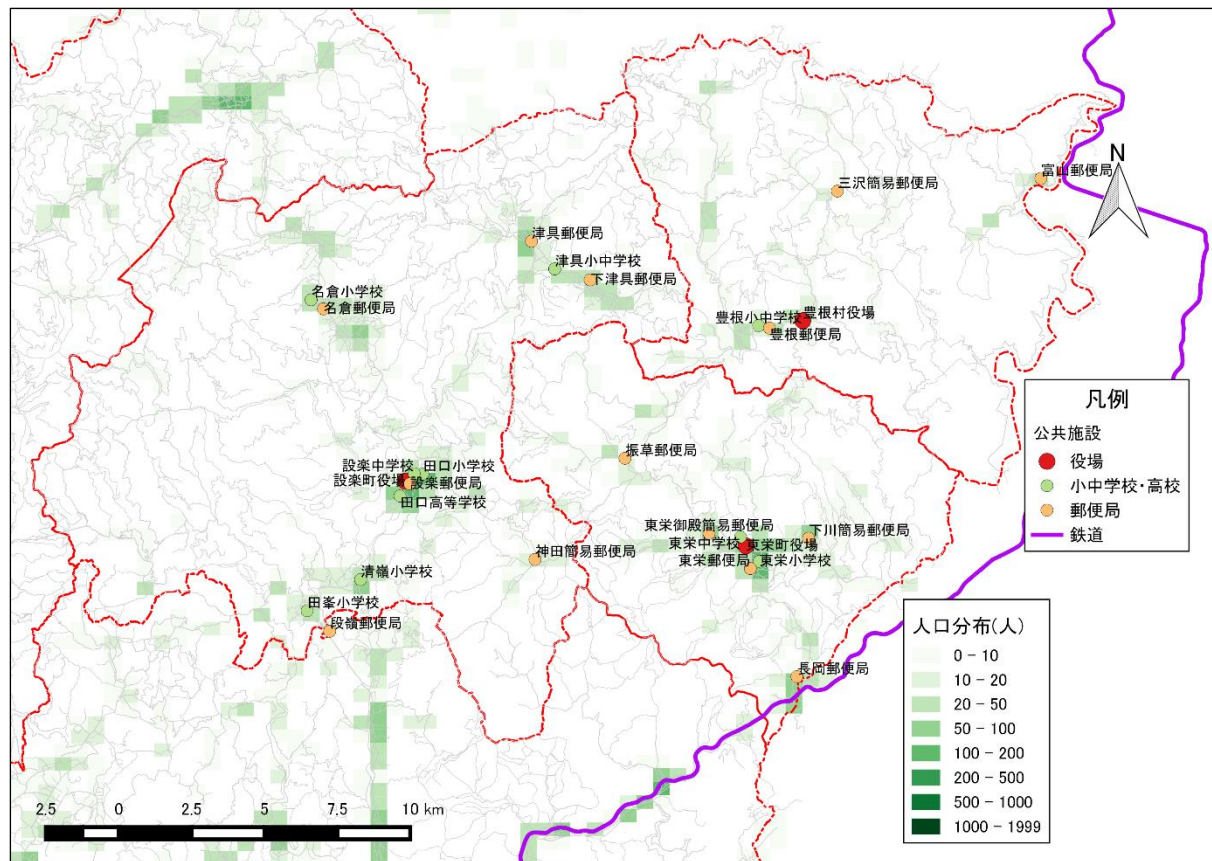 N
富山郵便局
三沢簡易郵便局
津具郵便局
津具小中学校
下津具郵便局
名倉小学校
名倉郵便局
豊根村役場
豊根小中学校
豊根郵便局
振草郵便局
設楽中学校
田口小学校
設楽町役場
設楽郵便局
田口高等学校
東栄御殿簡易郵便局
下川簡易郵便局
東栄中学校
東栄町役場
東栄郵便局
東栄小学校
神田簡易郵便局
清嶺小学校
田峯小学校
段嶺郵便局
長岡郵便局
凡例
公共施設
役場
小中学校・高校
郵便局
鉄道
人口分布(人)
0 - 10
10 - 20
20 - 50
50 - 100
100 - 200
200 - 500
500 - 1000
1000 - 1999
2.5 0 2.5 5 7.5 10 km